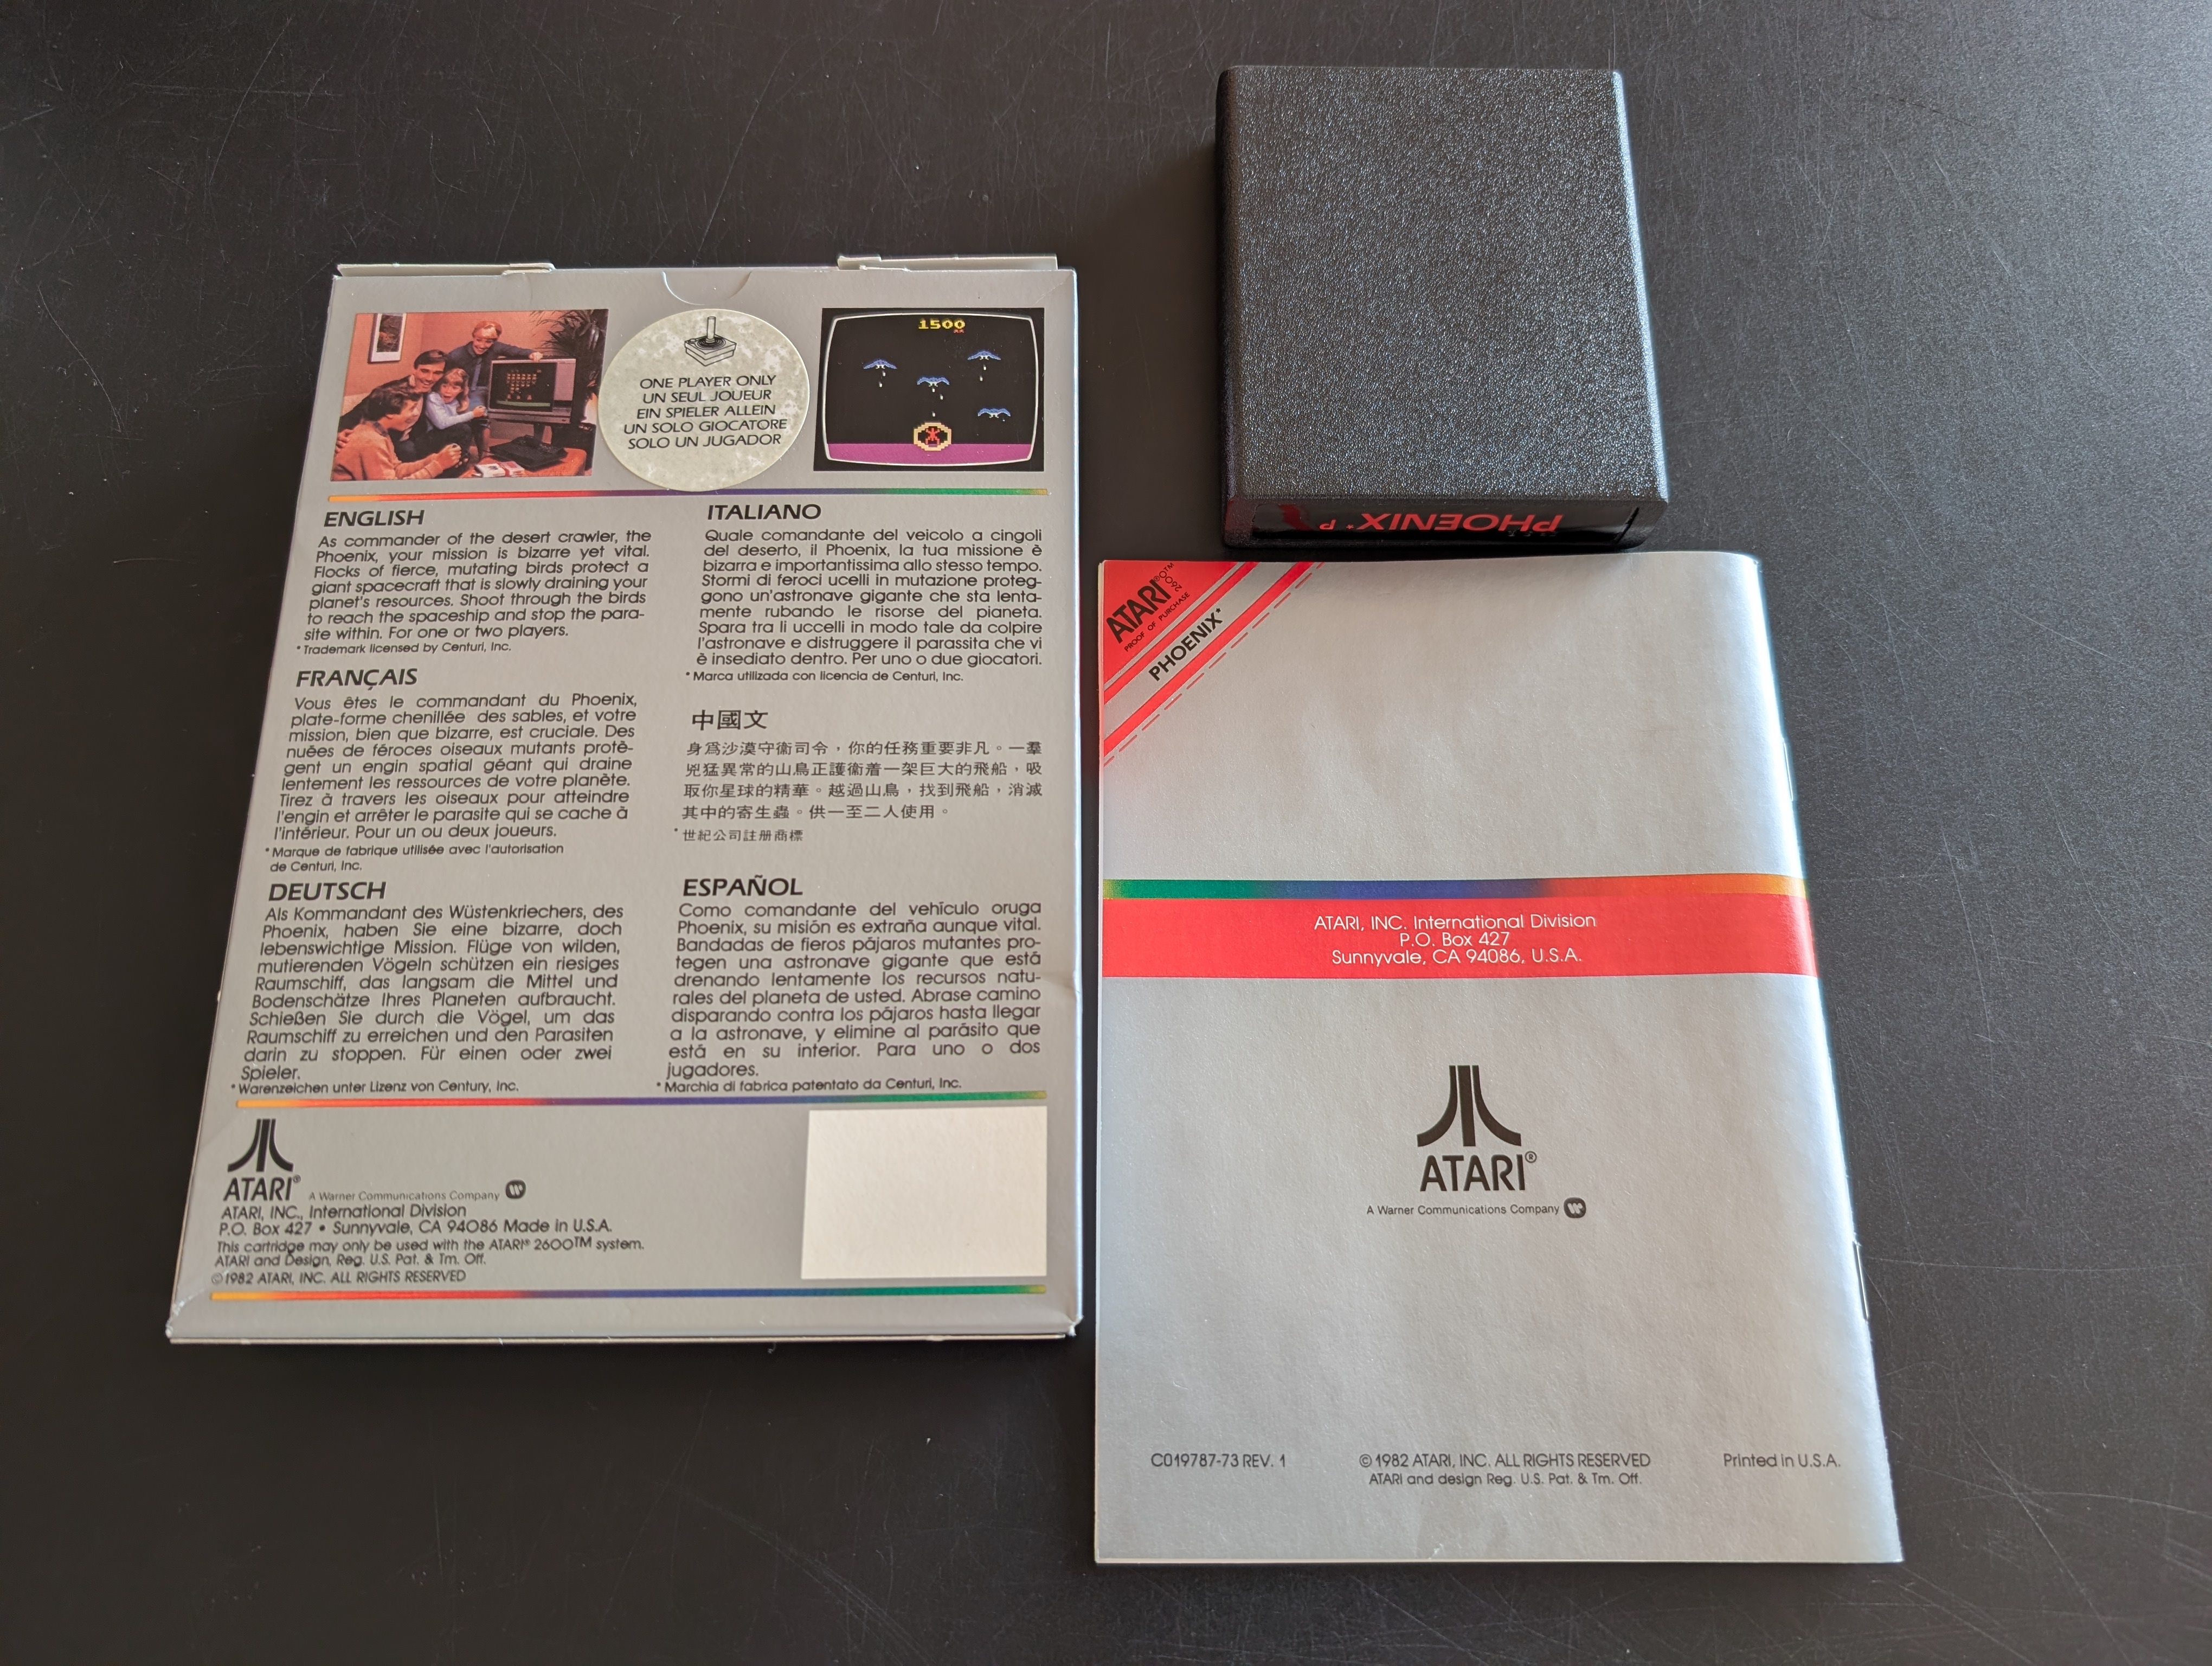 1500
ONE PLAYER ONLY
UN SEUL JOUEUR
EIN SPIELER ALLEIN
UN SOLO GIOCATORE
SOLO UN JUGADOR
ENGLISH
As commander of the desert crawler, the
Phoenix, your mission is bizarre yet vital.
Flocks of fierce, mutating birds protect a
giant spacecraft that is slowly draining your
planet's resources. Shoot through the birds
to reach the spaceship and stop the para-
site within. For one or two players.
* Trademark licensed by Centuri, Inc.
FRANÇAIS
Vous êtes le commandant du Phoenix,
plate-forme chenillée des sables, et votre
mission, bien que bizarre, est cruciale. Des
nuées de féroces oiseaux mutants protè-
gent un engin spatial géant qui draine
lentement les ressources de votre planète.
Tirez à travers les oiseaux pour atteindre
l'engin et arrêter le parasite qui se cache à
l'intérieur. Pour un ou deux joueurs.
* Marque de fabrique utilisée avec l'autorisation
de Centuri, Inc.
DEUTSCH
Als Kommandant des Wüstenkriechers, des
Phoenix, haben Sie eine bizarre, doch
lebenswichtige Mission. Flüge von wilden,
mutierenden Vögeln schützen ein riesiges
Raumschiff, das langsam die Mittel und
Bodenschätze Ihres Planeten aufbraucht.
Schießen Sie durch die Vögel, um das
Raumschiff zu erreichen und den Parasiten
darin zu stoppen. Für einen oder zwei
Spieler.
* Warenzeichen unter Lizenz von Century, Inc.
ITALIANO
Quale comandante del veicolo a cingoli
del deserto, il Phoenix, la tua missione è
bizarra e importantissima allo stesso tempo.
Stormi di feroci ucelli in mutazione proteg-
gono un'astronave gigante che sta lenta-
mente rubando le risorse del pianeta.
Spara tra li uccelli in modo tale da colpire
l'astronave e distruggere il parassita che vi
è insediato dentro. Per uno o due giocatori.
* Marca utilizada con licencia de Centuri, Inc.
中國文
身爲沙漠守衞司令，你的任務重要非凡。一羣
兇猛異常的山鳥正護衞着一架巨大的飛船，吸
取你星球的精華。越過山鳥，找到飛船，消滅
其中的寄生蟲。供一至二人使用。
* 世紀公司註册商標
ESPAÑOL
Como comandante del vehículo oruga
Phoenix, su misión es extraña aunque vital.
Bandadas de fieros pájaros mutantes pro-
tegen una astronave gigante que está
drenando lentamente los recursos natu-
rales del planeta de usted. Abrase camino
disparando contra los pájaros hasta llegar
a la astronave, y elimine al parásito que
está en su interior. Para uno o dos
jugadores.
* Marchia di fabrica patentato da Centuri, Inc.
ATARI®
A Warner Communications Company
ATARI, INC., International Division
P.O. Box 427 • Sunnyvale, CA 94086 Made in U.S.A.
This cartridge may only be used with the ATARI® 2600™ system.
ATARI and Design, Reg. U.S. Pat. & Tm. Off.
©1982 ATARI, INC. ALL RIGHTS RESERVED
PHOENIX* P
ATARI®
PROOF OF PURCHASE
PHOENIX*
ATARI, INC. International Division
P.O. Box 427
Sunnyvale, CA 94086, U.S.A.
ATARI®
A Warner Communications Company
C019787-73 REV. 1
© 1982 ATARI, INC. ALL RIGHTS RESERVED
ATARI and design Reg. U.S. Pat. & Tm. Off.
Printed in U.S.A.